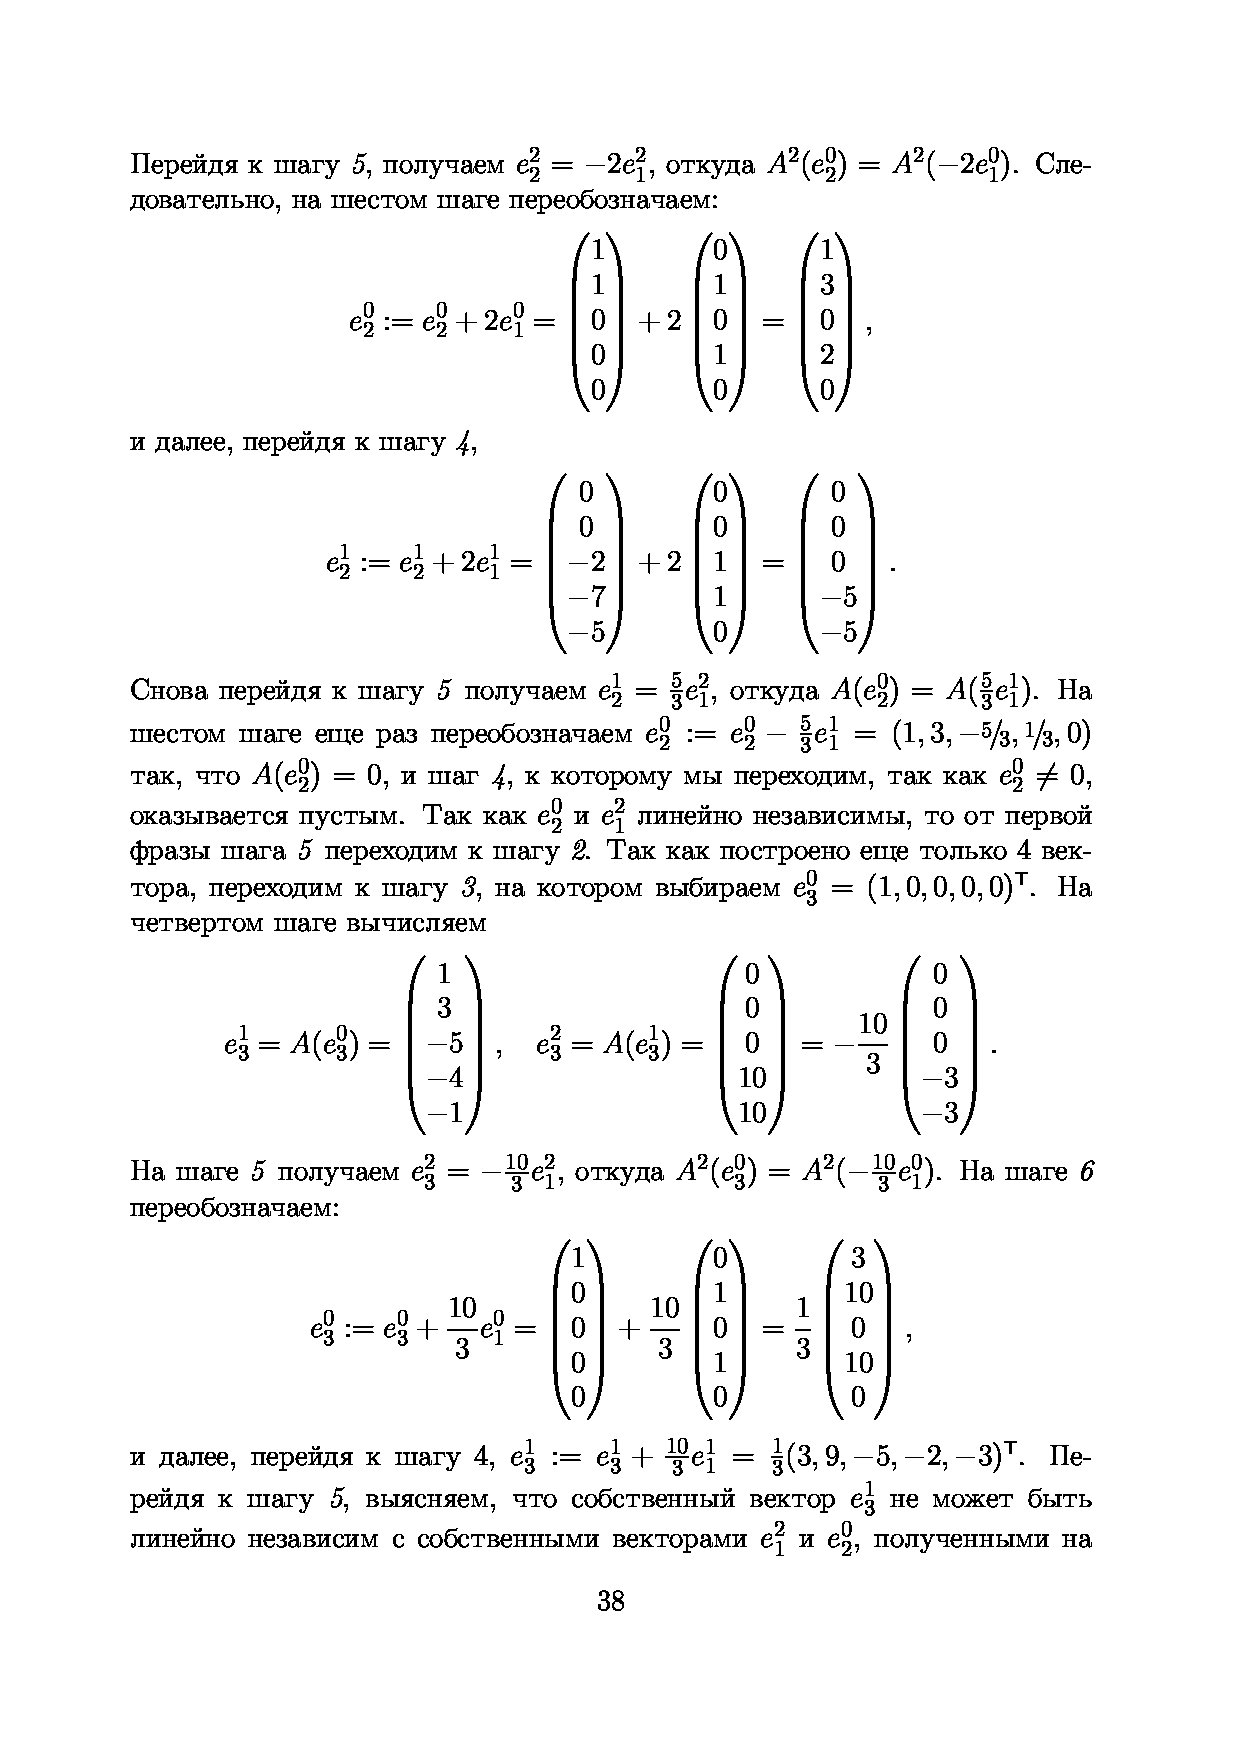 Перейдя к шагу 5, получаем $e_2^2 = -2e_1^2$, откуда $A^2(e_2^0) = A^2(-2e_1^0)$. Сле-
довательно, на шестом шаге переобозначаем:
$$e_2^0 := e_2^0 + 2e_1^0 = \begin{pmatrix} 1 \\ 1 \\ 0 \\ 0 \\ 0 \end{pmatrix} + 2 \begin{pmatrix} 0 \\ 1 \\ 0 \\ 1 \\ 0 \end{pmatrix} = \begin{pmatrix} 1 \\ 3 \\ 0 \\ 2 \\ 0 \end{pmatrix},$$
и далее, перейдя к шагу 4,
$$e_2^1 := e_2^1 + 2e_1^1 = \begin{pmatrix} 0 \\ 0 \\ -2 \\ -7 \\ -5 \end{pmatrix} + 2 \begin{pmatrix} 0 \\ 0 \\ 1 \\ 1 \\ 0 \end{pmatrix} = \begin{pmatrix} 0 \\ 0 \\ 0 \\ -5 \\ -5 \end{pmatrix}.$$
Снова перейдя к шагу 5 получаем $e_2^1 = \frac{5}{3}e_1^2$, откуда $A(e_2^0) = A(\frac{5}{3}e_1^1)$. На
шестом шаге еще раз переобозначаем $e_2^0 := e_2^0 - \frac{5}{3}e_1^1 = (1, 3, -5/3, 1/3, 0)$
так, что $A(e_2^0) = 0$, и шаг 4, к которому мы переходим, так как $e_2^0 \neq 0$,
оказывается пустым. Так как $e_2^0$ и $e_1^2$ линейно независимы, то от первой
фразы шага 5 переходим к шагу 2. Так как построено еще только 4 век-
тора, переходим к шагу 3, на котором выбираем $e_3^0 = (1, 0, 0, 0, 0)^\mathsf{T}$. На
четвертом шаге вычисляем
$$e_3^1 = A(e_3^0) = \begin{pmatrix} 1 \\ 3 \\ -5 \\ -4 \\ -1 \end{pmatrix}, \quad e_3^2 = A(e_3^1) = \begin{pmatrix} 0 \\ 0 \\ 0 \\ 10 \\ 10 \end{pmatrix} = -\frac{10}{3} \begin{pmatrix} 0 \\ 0 \\ 0 \\ -3 \\ -3 \end{pmatrix}.$$
На шаге 5 получаем $e_3^2 = -\frac{10}{3}e_1^2$, откуда $A^2(e_3^0) = A^2(-\frac{10}{3}e_1^0)$. На шаге 6
переобозначаем:
$$e_3^0 := e_3^0 + \frac{10}{3}e_1^0 = \begin{pmatrix} 1 \\ 0 \\ 0 \\ 0 \\ 0 \end{pmatrix} + \frac{10}{3} \begin{pmatrix} 0 \\ 1 \\ 0 \\ 1 \\ 0 \end{pmatrix} = \frac{1}{3} \begin{pmatrix} 3 \\ 10 \\ 0 \\ 10 \\ 0 \end{pmatrix},$$
и далее, перейдя к шагу 4, $e_3^1 := e_3^1 + \frac{10}{3}e_1^1 = \frac{1}{3}(3, 9, -5, -2, -3)^\mathsf{T}$. Пе-
рейдя к шагу 5, выясняем, что собственный вектор $e_3^1$ не может быть
линейно независим с собственными векторами $e_1^2$ и $e_2^0$, полученными на
38